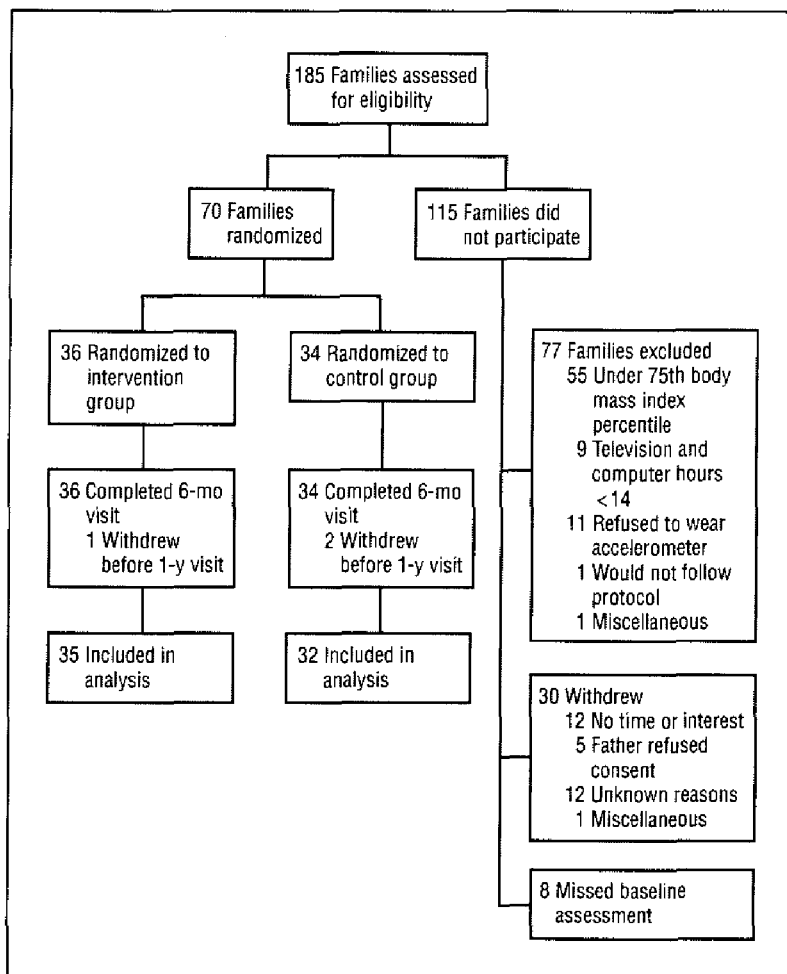 185 Families assessed
for eligibility
70 Families
randomized
115 Families did
not participate
36 Randomized to
intervention
group
34 Randomized to
control group
36 Completed 6-mo
visit
1 Withdrew
before 1-y visit
34 Completed 6-mo
visit
2 Withdrew
before 1-y visit
35 Included in
analysis
32 Included in
analysis
77 Families excluded
55 Under 75th body
mass index
percentile
9 Television and
computer hours
<14
11 Refused to wear
accelerometer
1 Would not follow
protocol
1 Miscellaneous
30 Withdrew
12 No time or interest
5 Father refused
consent
12 Unknown reasons
1 Miscellaneous
8 Missed baseline
assessment